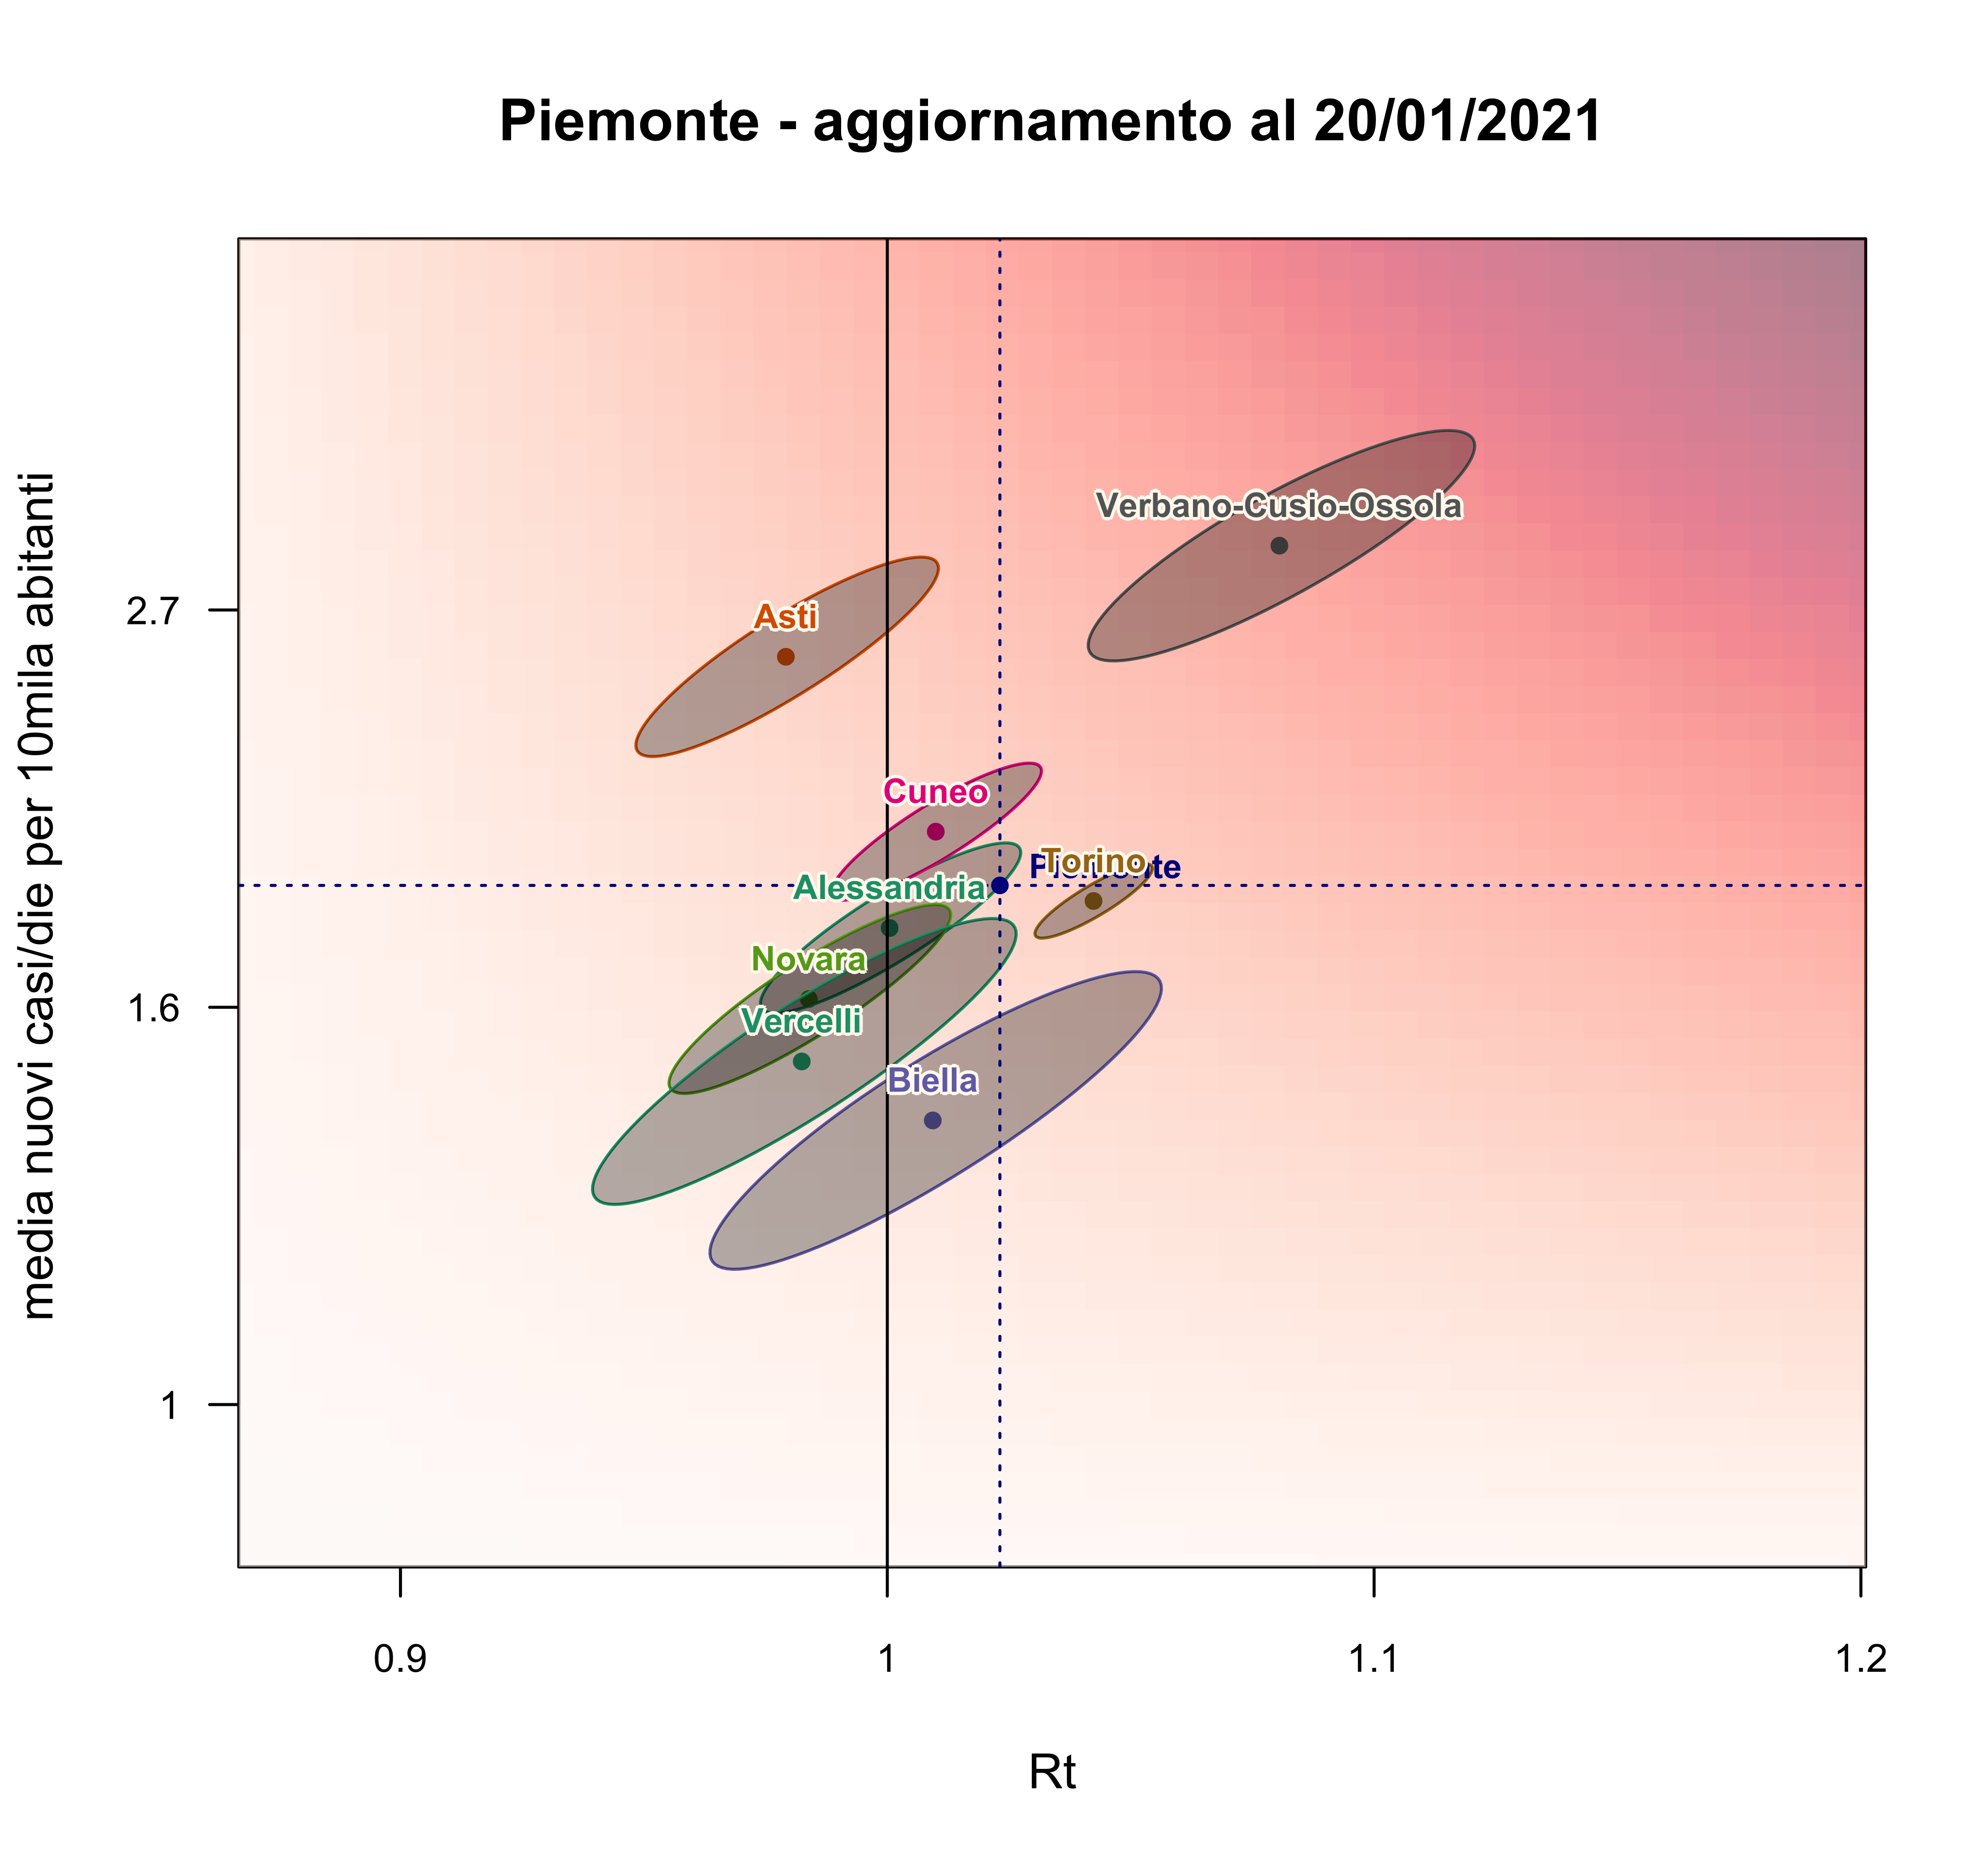 Piemonte - aggiornamento al 20/01/2021
media nuovi casi/die per 10mila abitanti
2.7
1.6
1
Verbano-Cusio-Ossola
Asti
Cuneo
Torino
Piemonte
Alessandria
Novara
Vercelli
Biella
0.9
1
1.1
1.2
Rt